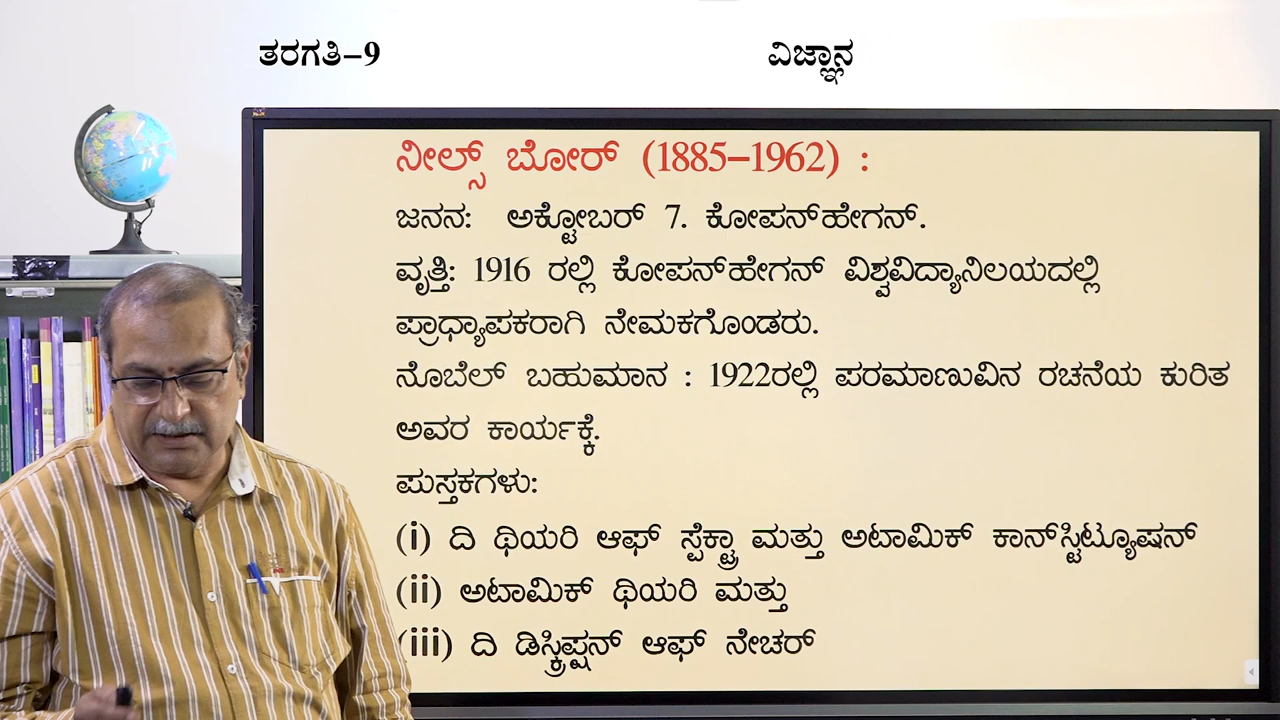 ತರಗತಿ–9
ವಿಜ್ಞಾನ
ನೀಲ್ಸ್ ಬೋರ್ (1885–1962) :
ಜನನ: ಅಕ್ಟೋಬರ್ 7. ಕೋಪನ್‌ಹೇಗನ್.
ವೃತ್ತಿ: 1916 ರಲ್ಲಿ ಕೋಪನ್‌ಹೇಗನ್ ವಿಶ್ವವಿದ್ಯಾನಿಲಯದಲ್ಲಿ
ಪ್ರಾಧ್ಯಾಪಕರಾಗಿ ನೇಮಕಗೊಂಡರು.
ನೊಬೆಲ್ ಬಹುಮಾನ : 1922ರಲ್ಲಿ ಪರಮಾಣುವಿನ ರಚನೆಯ ಕುರಿತ
ಅವರ ಕಾರ್ಯಕ್ಕೆ.
ಪುಸ್ತಕಗಳು:
(i) ದಿ ಥಿಯರಿ ಆಫ್ ಸ್ಪೆಕ್ಟ್ರಾ ಮತ್ತು ಅಟಾಮಿಕ್ ಕಾನ್‌ಸ್ಟಿಟ್ಯೂಷನ್
(ii) ಅಟಾಮಿಕ್ ಥಿಯರಿ ಮತ್ತು
(iii) ದಿ ಡಿಸ್ಕ್ರಿಪ್ಷನ್ ಆಫ್ ನೇಚರ್